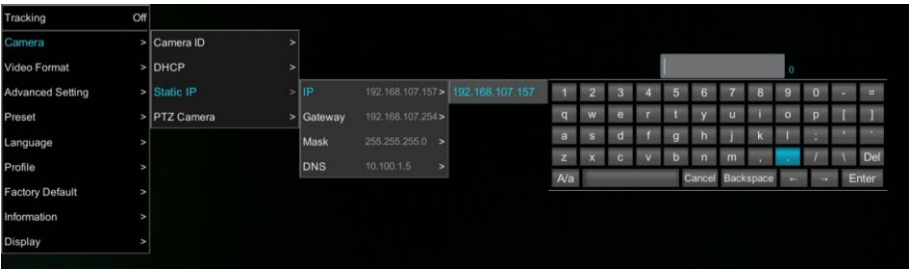 Tracking Off
Camera >
Video Format >
Advanced Setting >
Preset >
Language >
Profile >
Factory Default >
Information >
Display >
Camera ID >
DHCP >
Static IP >
PTZ Camera >
IP 192.168.107.157>
Gateway 192.168.107.254>
Mask 255.255.255.0 >
DNS 10.100.1.5 >
192.168.107.157
0
1 2 3 4 5 6 7 8 9 0 - =
q w e r t y u i o p [ ]
a s d f g h j k l ; ' `
z x c v b n m , . / \ Del
A/a Cancel Backspace ← → Enter